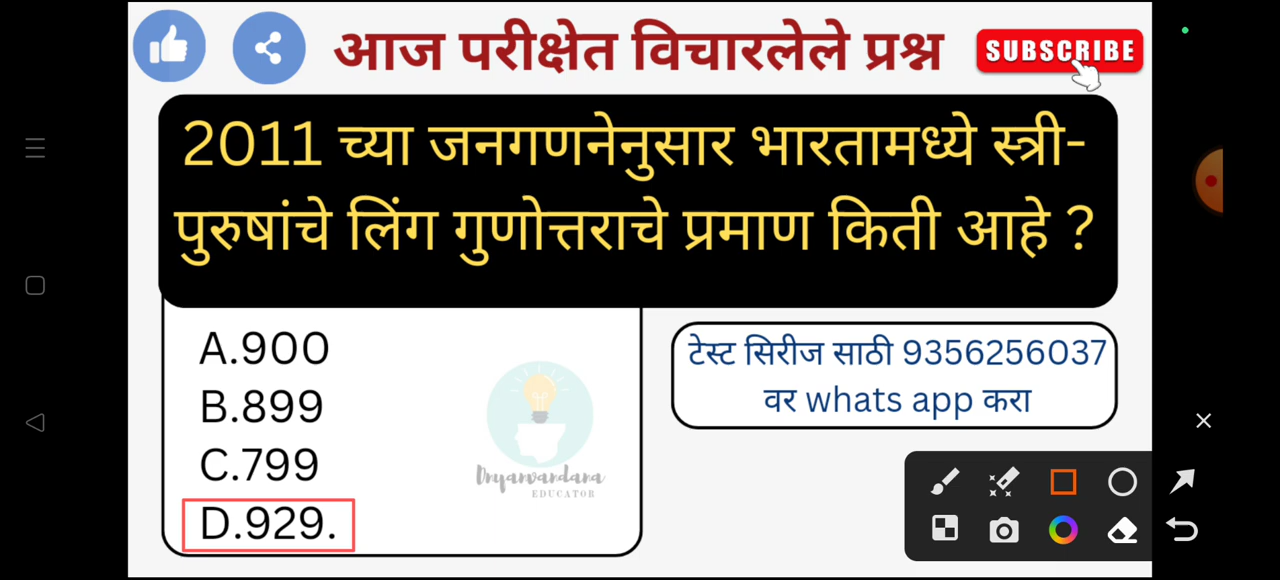 आज परीक्षेत विचारलेले प्रश्न
SUBSCRIBE
2011 च्या जनगणनेनुसार भारतामध्ये स्त्री-
पुरुषांचे लिंग गुणोत्तराचे प्रमाण किती आहे ?
A.900
B.899
C.799
D.929.
Dnyanvandana
EDUCATOR
टेस्ट सिरीज साठी 9356256037
वर whats app करा